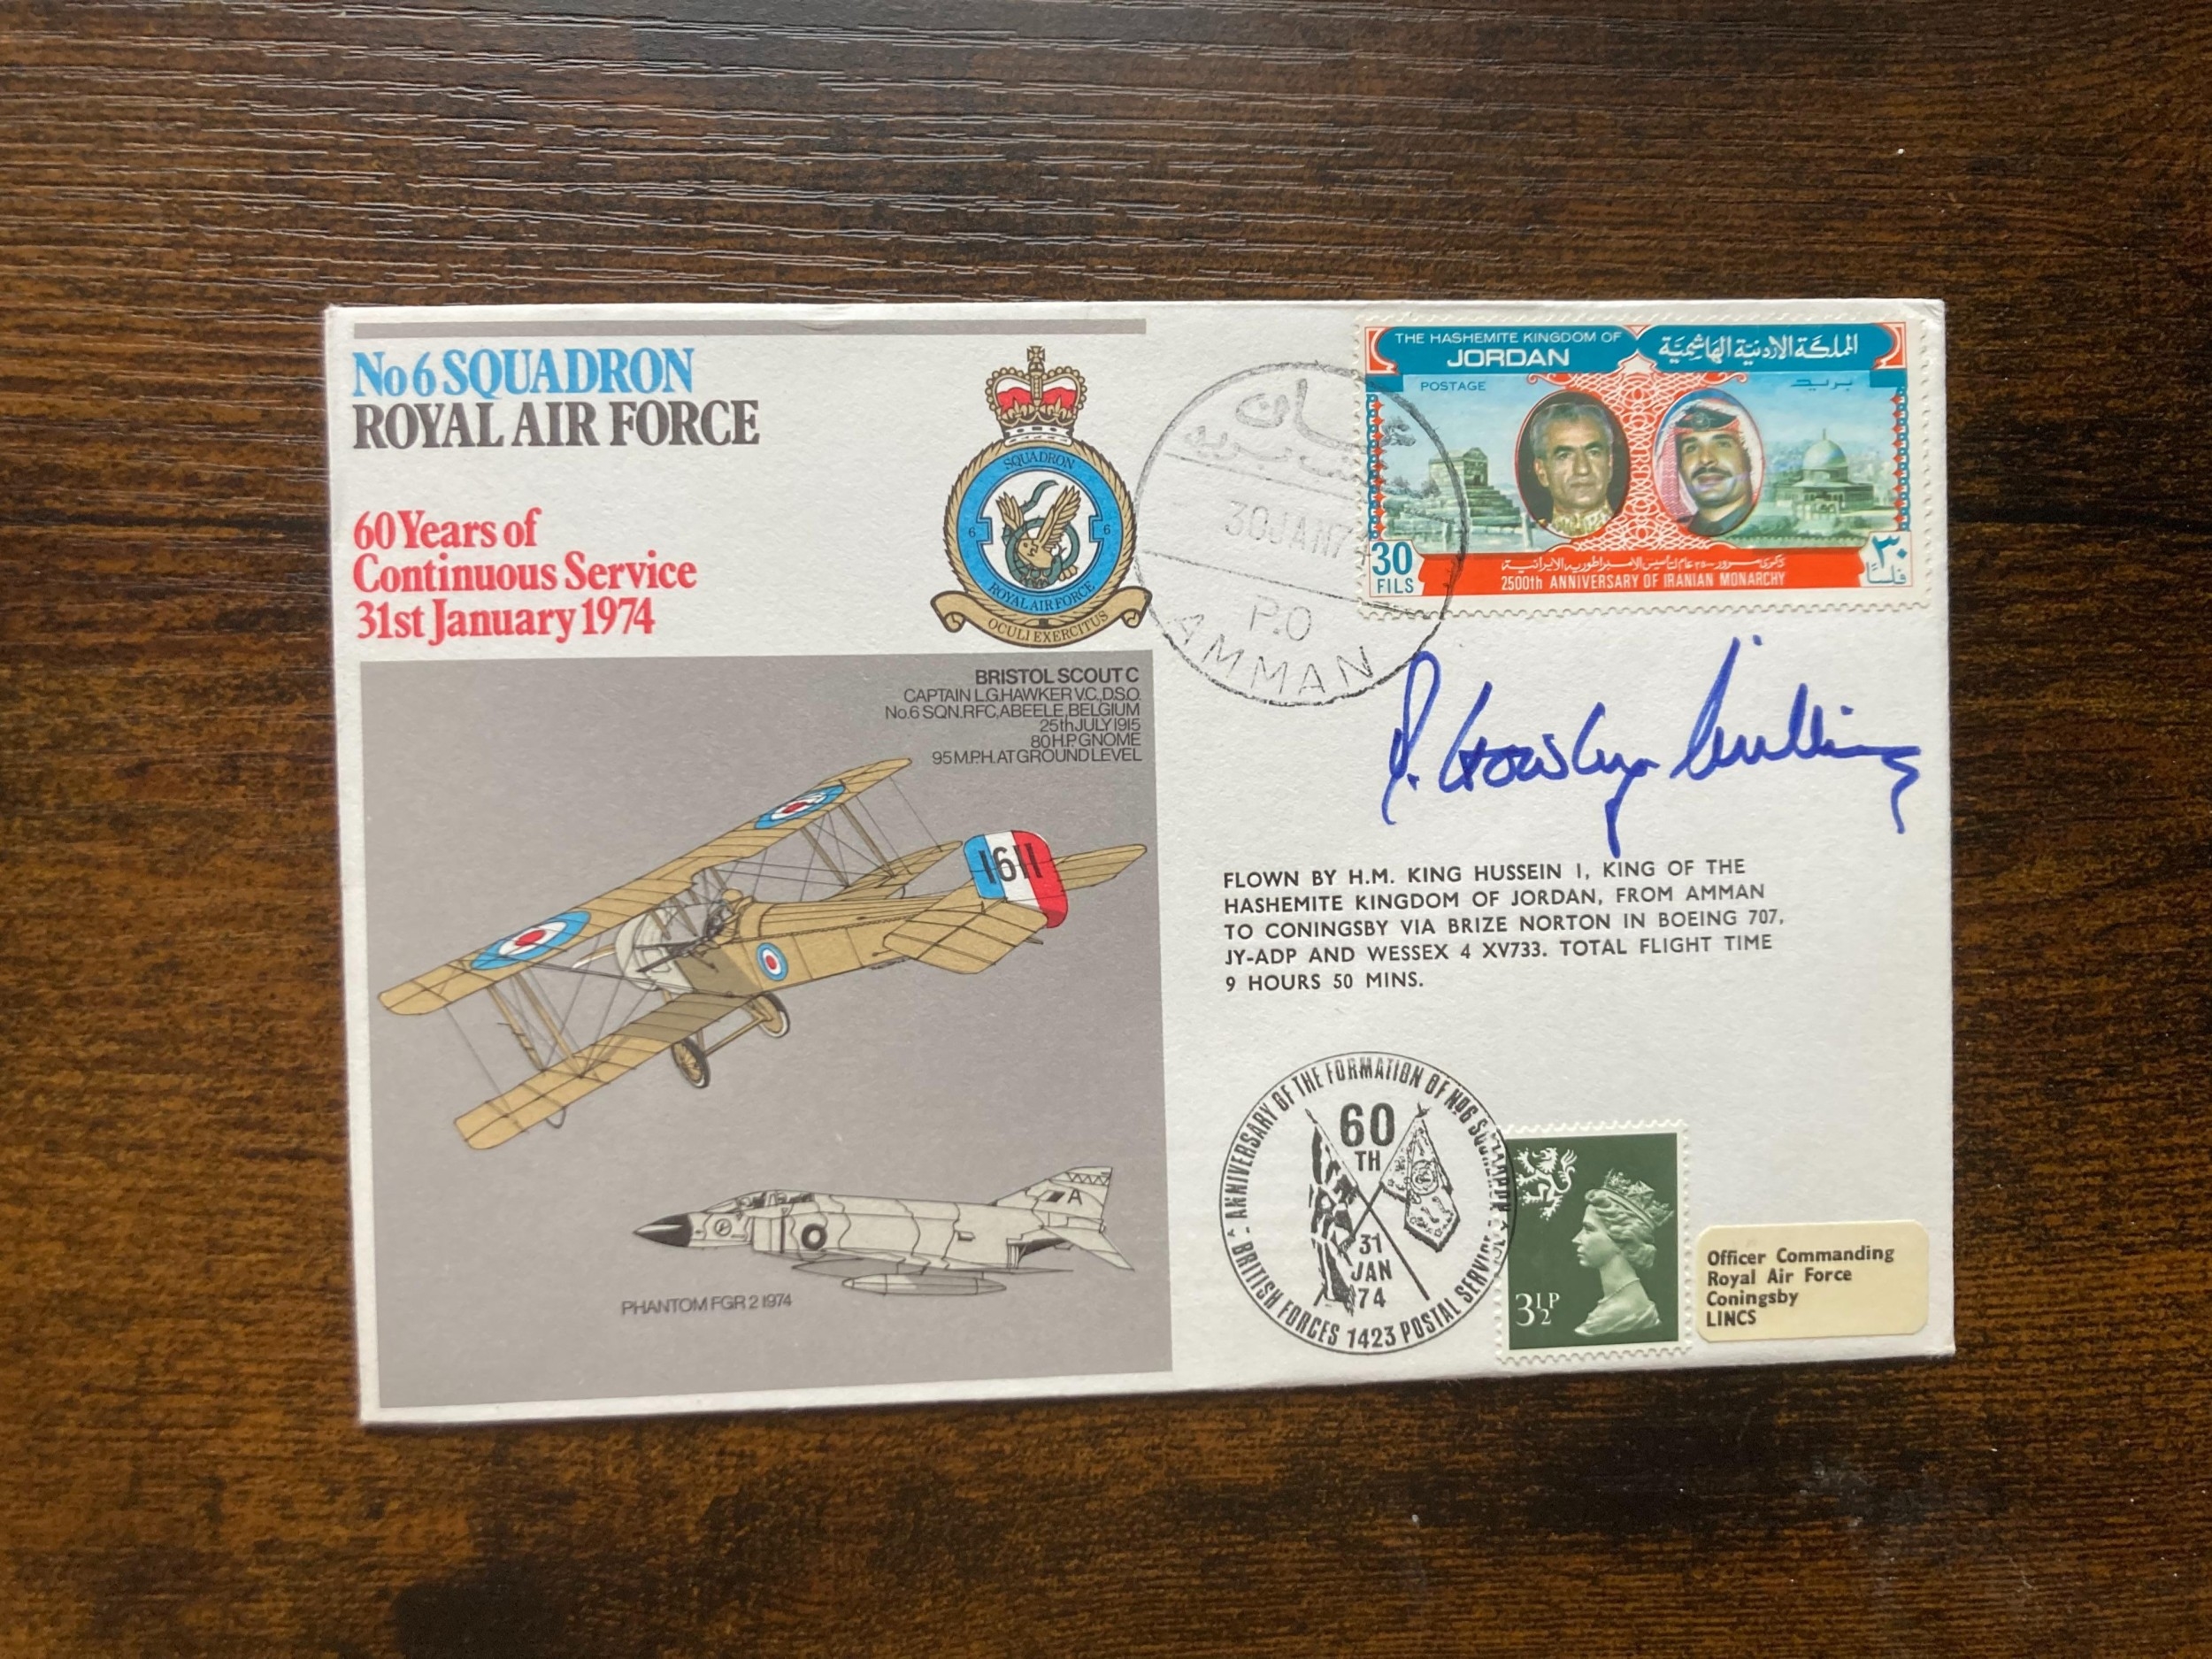 No 6 SQUADRON
ROYAL AIR FORCE
60 Years of
Continuous Service
31st January 1974
SQUADRON
6 6
ROYAL AIR FORCE
OCULI EXERCITUS
BRISTOL SCOUT C
CAPTAIN L.G.HAWKER V.C.,D.S.O.
No.6 SQN.RFC,ABEELE,BELGIUM
25th JULY 1915
80 H.P. GNOME
95 M.P.H. AT GROUND LEVEL
1611
A
PHANTOM FGR 2 1974
30 JAN 7
P.O
AMMAN
THE HASHEMITE KINGDOM OF
JORDAN
المملكة الاردنية الهاشمية
POSTAGE
بريد
30
FILS
٣٠
فلسًا
2500th ANNIVERSARY OF IRANIAN MONARCHY
FLOWN BY H.M. KING HUSSEIN I, KING OF THE
HASHEMITE KINGDOM OF JORDAN, FROM AMMAN
TO CONINGSBY VIA BRIZE NORTON IN BOEING 707,
JY-ADP AND WESSEX 4 XV733. TOTAL FLIGHT TIME
9 HOURS 50 MINS.
ANNIVERSARY OF THE FORMATION OF No6 SQUADRON
60
TH
31
JAN
74
BRITISH FORCES 1423 POSTAL SERVICE
3½P
Officer Commanding
Royal Air Force
Coningsby
LINCS